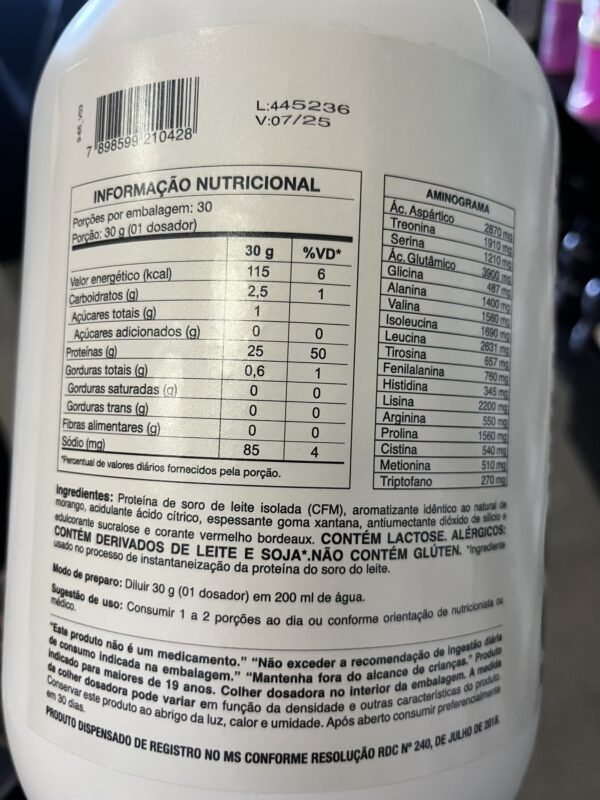 9-66_V03
7 898599 210428
L:445236
V:07/25
INFORMAÇÃO NUTRICIONAL
Porções por embalagem: 30
Porção: 30 g (01 dosador)
30 g %VD*
Valor energético (kcal) 115 6
Carboidratos (g) 2,5 1
Açúcares totais (g) 1
Açúcares adicionados (g) 0 0
Proteínas (g) 25 50
Gorduras totais (g) 0,6 1
Gorduras saturadas (g) 0 0
Gorduras trans (g) 0 0
Fibras alimentares (g) 0 0
Sódio (mg) 85 4
*Percentual de valores diários fornecidos pela porção.
AMINOGRAMA
Ác. Aspártico 2870 mg
Treonina 1910 mg
Serina 1210 mg
Ác. Glutâmico 3900 mg
Glicina 487 mg
Alanina 1400 mg
Valina 1560 mg
Isoleucina 1690 mg
Leucina 2631 mg
Tirosina 657 mg
Fenilalanina 760 mg
Histidina 345 mg
Lisina 2200 mg
Arginina 550 mg
Prolina 1560 mg
Cistina 540 mg
Metionina 510 mg
Triptofano 270 mg
Ingredientes: Proteína de soro de leite isolada (CFM), aromatizante idêntico ao natural de
morango, acidulante ácido cítrico, espessante goma xantana, antiumectante dióxido de silício e
edulcorante sucralose e corante vermelho bordeaux. CONTÉM LACTOSE. ALÉRGICOS:
CONTÉM DERIVADOS DE LEITE E SOJA*.NÃO CONTÉM GLÚTEN. *Ingrediente
usado no processo de instantaneização da proteína do soro do leite.
Modo de preparo: Diluir 30 g (01 dosador) em 200 ml de água.
Sugestão de uso: Consumir 1 a 2 porções ao dia ou conforme orientação de nutricionista ou
médico.
"Este produto não é um medicamento." "Não exceder a recomendação de ingestão diária
de consumo indicada na embalagem." "Mantenha fora do alcance de crianças." Produto
indicado para maiores de 19 anos. Colher dosadora no interior da embalagem. A medida
da colher dosadora pode variar em função da densidade e outras características do produto.
Conservar este produto ao abrigo da luz, calor e umidade. Após aberto consumir preferencialmente
em 30 dias.
PRODUTO DISPENSADO DE REGISTRO NO MS CONFORME RESOLUÇÃO RDC Nº 240, DE JULHO DE 2018.